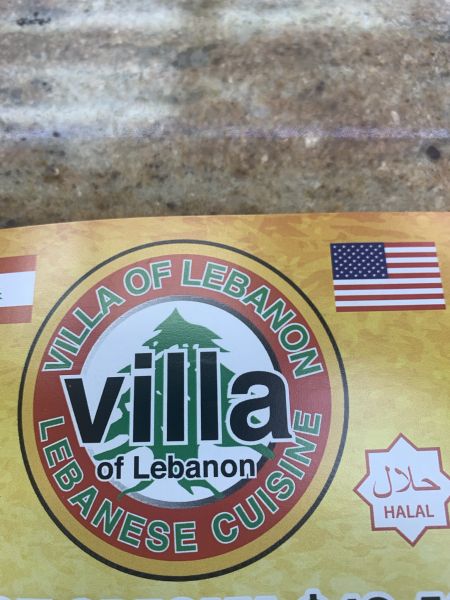 VILLA OF LEBANON
villa
of Lebanon
LEBANESE CUISINE
حلال
HALAL